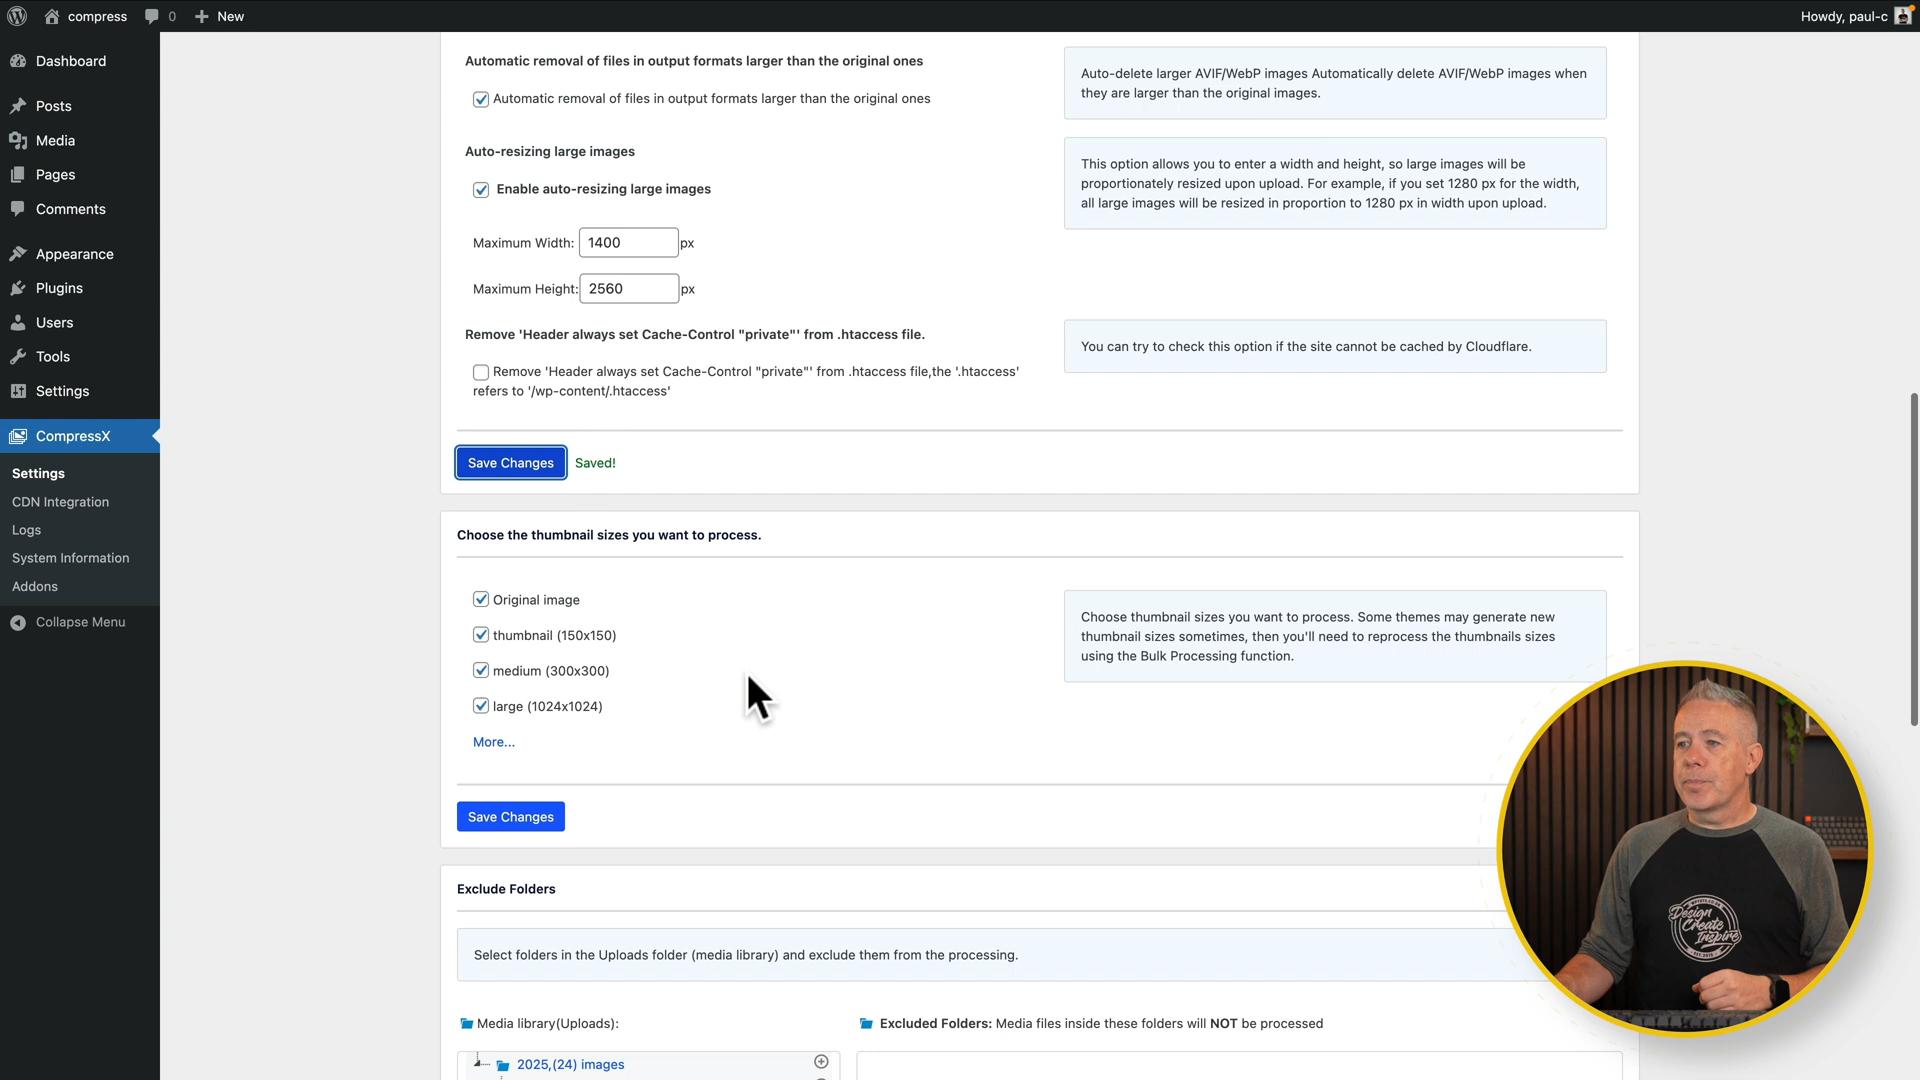 compress 0 New Howdy, paul-c
Dashboard
Posts
Media
Pages
Comments
Appearance
Plugins
Users
Tools
Settings
CompressX
Settings
CDN Integration
Logs
System Information
Addons
Collapse Menu
Automatic removal of files in output formats larger than the original ones
Automatic removal of files in output formats larger than the original ones
Auto-delete larger AVIF/WebP images Automatically delete AVIF/WebP images when
they are larger than the original images.
Auto-resizing large images
Enable auto-resizing large images
Maximum Width: 1400 px
Maximum Height: 2560 px
This option allows you to enter a width and height, so large images will be
proportionately resized upon upload. For example, if you set 1280 px for the width,
all large images will be resized in proportion to 1280 px in width upon upload.
Remove 'Header always set Cache-Control "private"' from .htaccess file.
Remove 'Header always set Cache-Control "private"' from .htaccess file,the '.htaccess'
refers to '/wp-content/.htaccess'
You can try to check this option if the site cannot be cached by Cloudflare.
Save Changes Saved!
Choose the thumbnail sizes you want to process.
Original image
thumbnail (150x150)
medium (300x300)
large (1024x1024)
More...
Choose thumbnail sizes you want to process. Some themes may generate new
thumbnail sizes sometimes, then you'll need to reprocess the thumbnails sizes
using the Bulk Processing function.
Save Changes
Exclude Folders
Select folders in the Uploads folder (media library) and exclude them from the processing.
Media library(Uploads):
Excluded Folders: Media files inside these folders will NOT be processed
2025,(24) images
Design
Create
Inspire